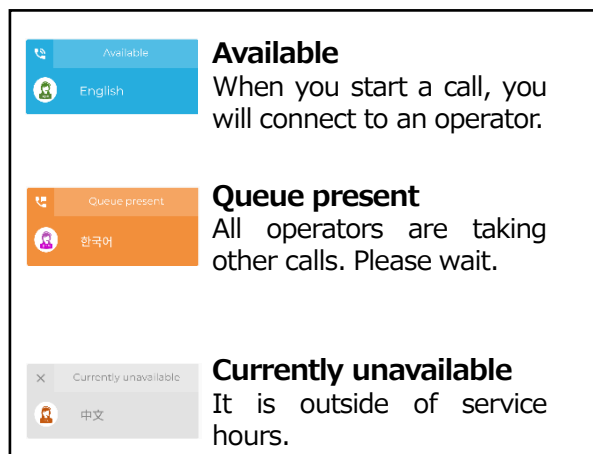 Available
English
Available
When you start a call, you
will connect to an operator.
Queue present
한국어
Queue present
All operators are taking
other calls. Please wait.
Currently unavailable
中文
Currently unavailable
It is outside of service
hours.